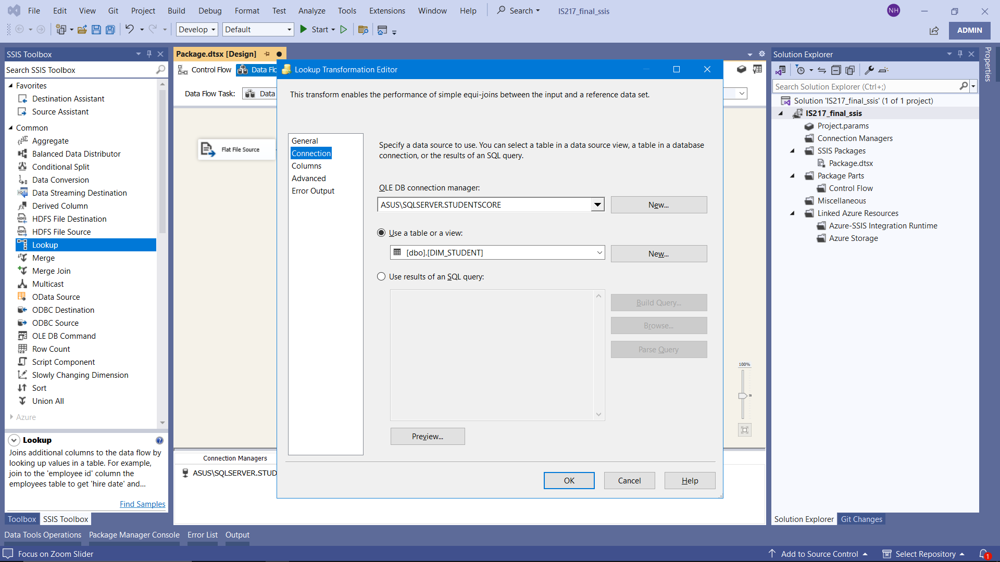 File Edit View Git Project Build Debug Format Test Analyze Tools Extensions Window Help Search IS217_final_ssis NH
Develop Default Start ADMIN
SSIS Toolbox
Search SSIS Toolbox
Favorites
Destination Assistant
Source Assistant
Common
Aggregate
Balanced Data Distributor
Conditional Split
Data Conversion
Data Streaming Destination
Derived Column
HDFS File Destination
HDFS File Source
Lookup
Merge
Merge Join
Multicast
OData Source
ODBC Destination
ODBC Source
OLE DB Command
Row Count
Script Component
Slowly Changing Dimension
Sort
Union All
Azure
Lookup
Joins additional columns to the data flow by
looking up values in a table. For example,
join to the 'employee id' column the
employees table to get 'hire date' and...
Find Samples
Toolbox SSIS Toolbox
Package.dtsx [Design]
Control Flow Data Flo
Data Flow Task: Data
Flat File Source
100%
Connection Managers
ASUS\SQLSERVER.STUD
Lookup Transformation Editor
This transform enables the performance of simple equi-joins between the input and a reference data set.
General
Connection
Columns
Advanced
Error Output
Specify a data source to use. You can select a table in a data source view, a table in a database
connection, or the results of an SQL query.
OLE DB connection manager:
ASUS\SQLSERVER.STUDENTSCORE New...
Use a table or a view:
[dbo].[DIM_STUDENT] New...
Use results of an SQL query:
Build Query...
Browse...
Parse Query
Preview...
OK Cancel Help
Solution Explorer
Search Solution Explorer (Ctrl+;)
Solution 'IS217_final_ssis' (1 of 1 project)
IS217_final_ssis
Project.params
Connection Managers
SSIS Packages
Package.dtsx
Package Parts
Control Flow
Miscellaneous
Linked Azure Resources
Azure-SSIS Integration Runtime
Azure Storage
Solution Explorer Git Changes
Properties
Data Tools Operations Package Manager Console Error List Output
Focus on Zoom Slider Add to Source Control Select Repository 1